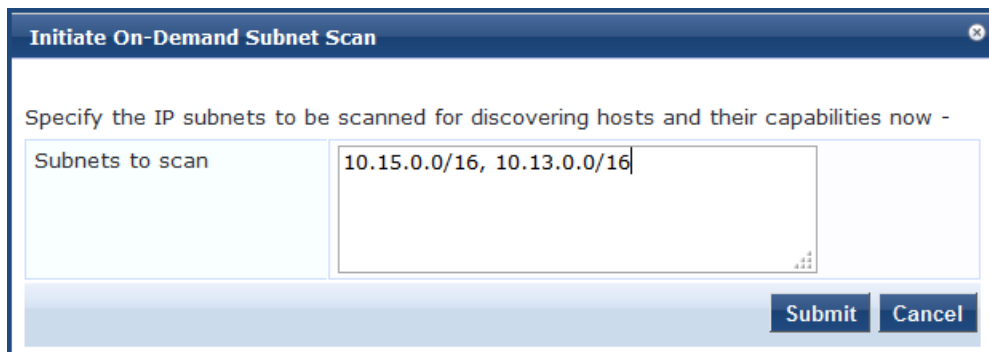 Initiate On-Demand Subnet Scan
Specify the IP subnets to be scanned for discovering hosts and their capabilities now -
Subnets to scan
10.15.0.0/16, 10.13.0.0/16
Submit
Cancel